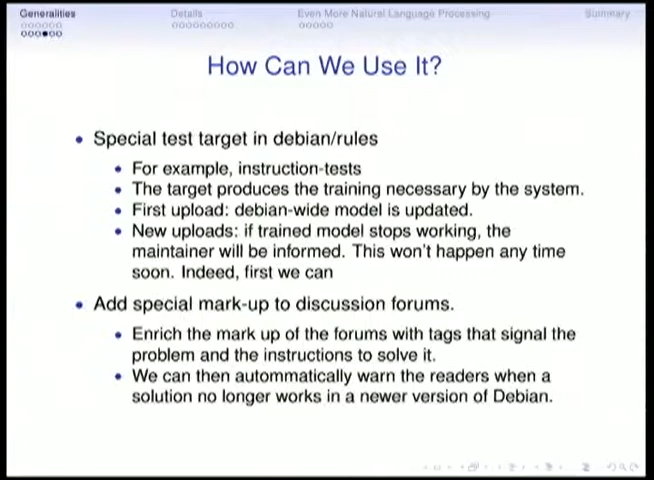 Generalities Details Even More Natural Language Processing Summary
How Can We Use It?
Special test target in debian/rules
For example, instruction-tests
The target produces the training necessary by the system.
First upload: debian-wide model is updated.
New uploads: if trained model stops working, the
maintainer will be informed. This won't happen any time
soon. Indeed, first we can
Add special mark-up to discussion forums.
Enrich the mark up of the forums with tags that signal the
problem and the instructions to solve it.
We can then autommatically warn the readers when a
solution no longer works in a newer version of Debian.